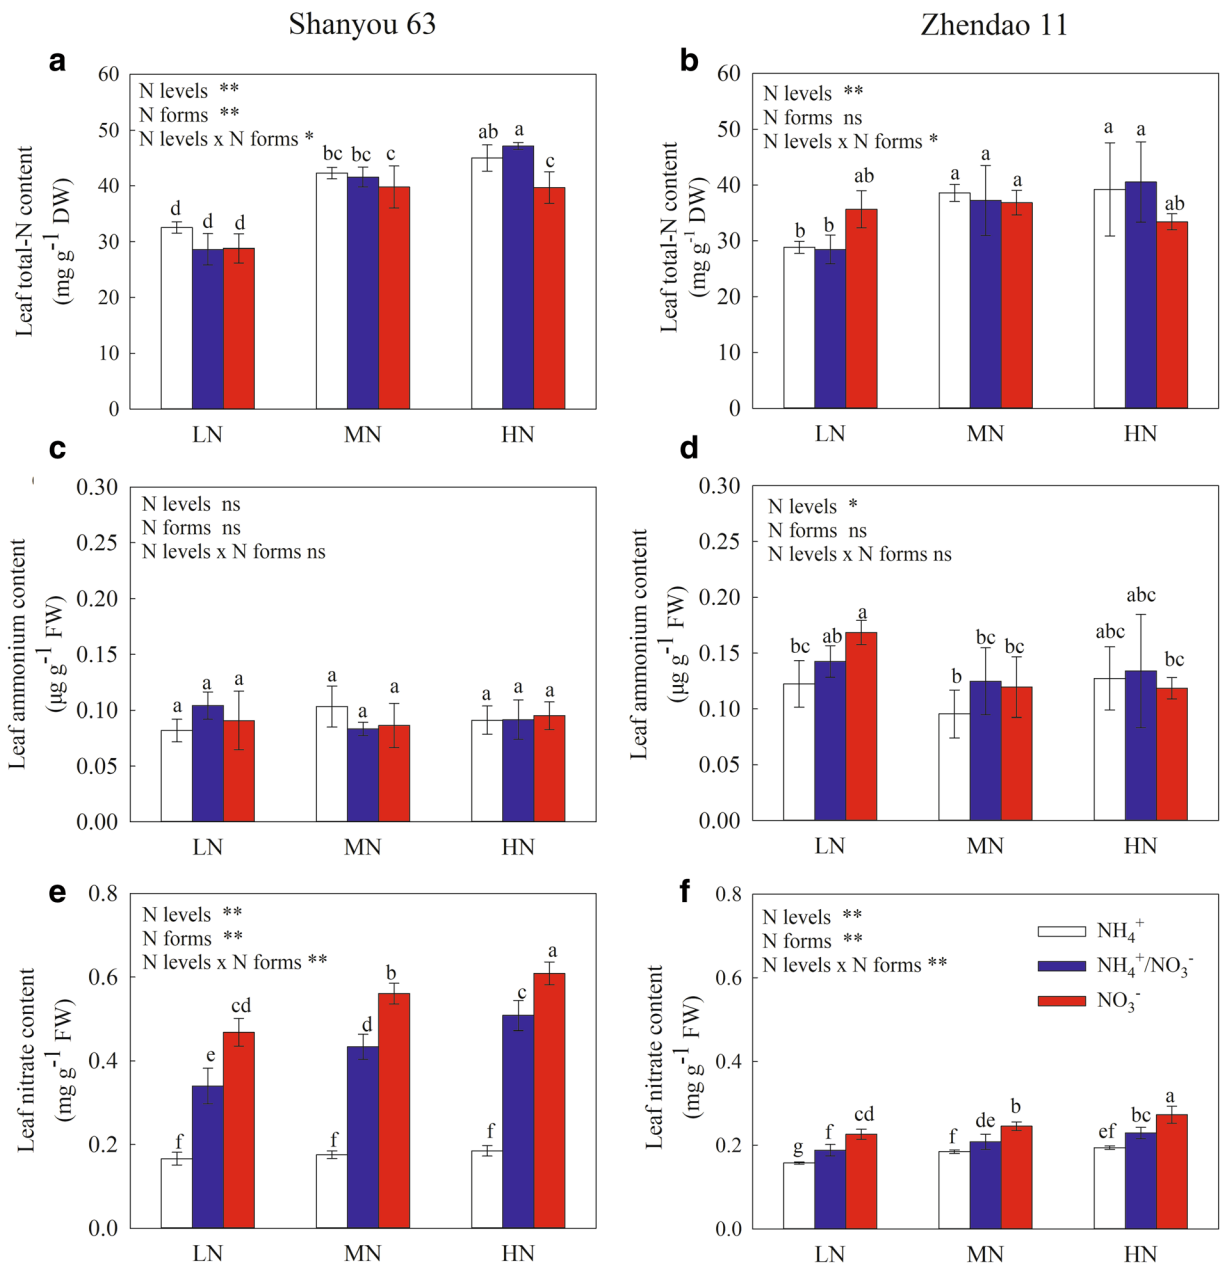 Shanyou 63
Zhendao 11
a
Leaf total-N content
(mg g-1 DW)
60
50
40
30
20
10
0
N levels **
N forms **
N levels x N forms *
d
d
d
bc
bc
c
ab
a
c
LN
MN
HN
b
Leaf total-N content
(mg g-1 DW)
60
50
40
30
20
10
0
N levels **
N forms ns
N levels x N forms *
b
b
ab
a
a
a
a
a
ab
LN
MN
HN
c
Leaf ammonium content
(µg g-1 FW)
0.30
0.25
0.20
0.15
0.10
0.05
0.00
N levels ns
N forms ns
N levels x N forms ns
a
a
a
a
a
a
a
a
a
LN
MN
HN
d
Leaf ammonium content
(µg g-1 FW)
0.30
0.25
0.20
0.15
0.10
0.05
0.00
N levels *
N forms ns
N levels x N forms ns
bc
ab
a
b
bc
bc
abc
abc
bc
LN
MN
HN
e
Leaf nitrate content
(mg g-1 FW)
0.8
0.6
0.4
0.2
0.0
N levels **
N forms **
N levels x N forms **
f
e
cd
f
d
b
f
c
a
LN
MN
HN
f
Leaf nitrate content
(mg g-1 FW)
0.8
0.6
0.4
0.2
0.0
N levels **
N forms **
N levels x N forms **
NH4+
NH4+/NO3-
NO3-
g
f
cd
f
de
b
ef
bc
a
LN
MN
HN